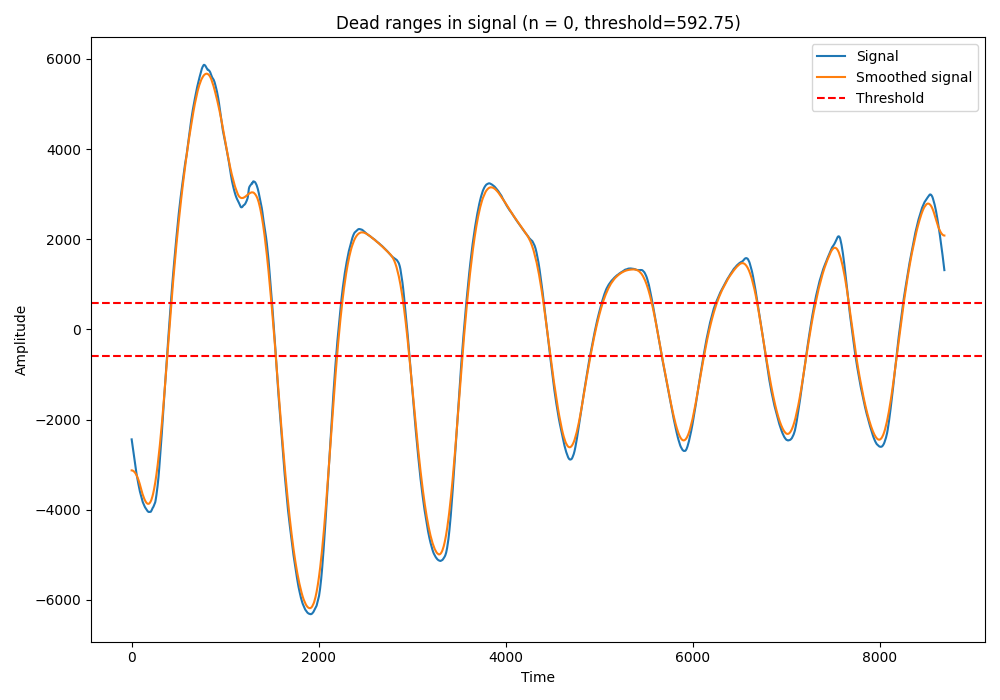 Dead ranges in signal (n = 0, threshold=592.75)
Signal
Smoothed signal
Threshold
6000
4000
2000
0
−2000
−4000
−6000
Amplitude
0
2000
4000
6000
8000
Time